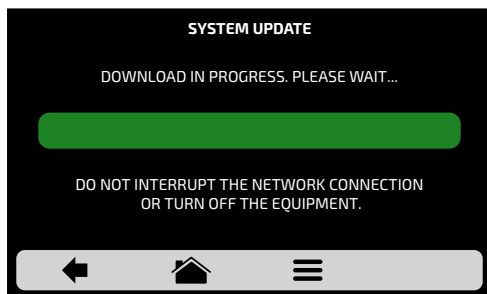 SYSTEM UPDATE
DOWNLOAD IN PROGRESS. PLEASE WAIT...
DO NOT INTERRUPT THE NETWORK CONNECTION
OR TURN OFF THE EQUIPMENT.